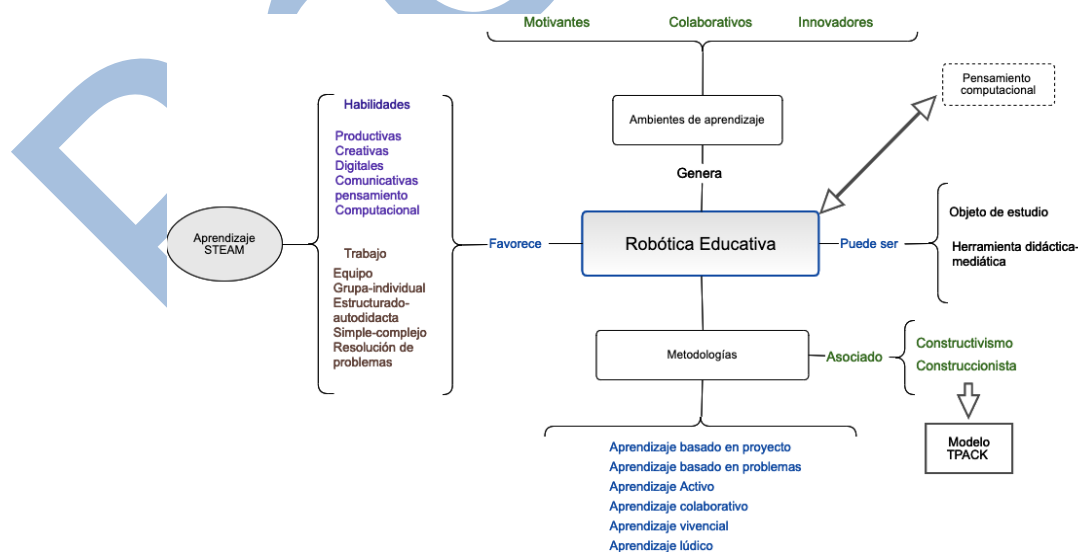 Motivantes
Colaborativos
Innovadores
Pensamiento
computacional
Ambientes de aprendizaje
Genera
Habilidades
Productivas
Creativas
Digitales
Comunicativas
pensamiento
Computacional
Aprendizaje
STEAM
Trabajo
Equipo
Grupa-individual
Estructurado-
autodidacta
Simple-complejo
Resolución de
problemas
Favorece
Robótica Educativa
Puede ser
Objeto de estudio
Herramienta didáctica-
mediática
Metodologías
Asociado
Constructivismo
Construccionista
Modelo
TPACK
Aprendizaje basado en proyecto
Aprendizaje basado en problemas
Aprendizaje Activo
Aprendizaje colaborativo
Aprendizaje vivencial
Aprendizaje lúdico